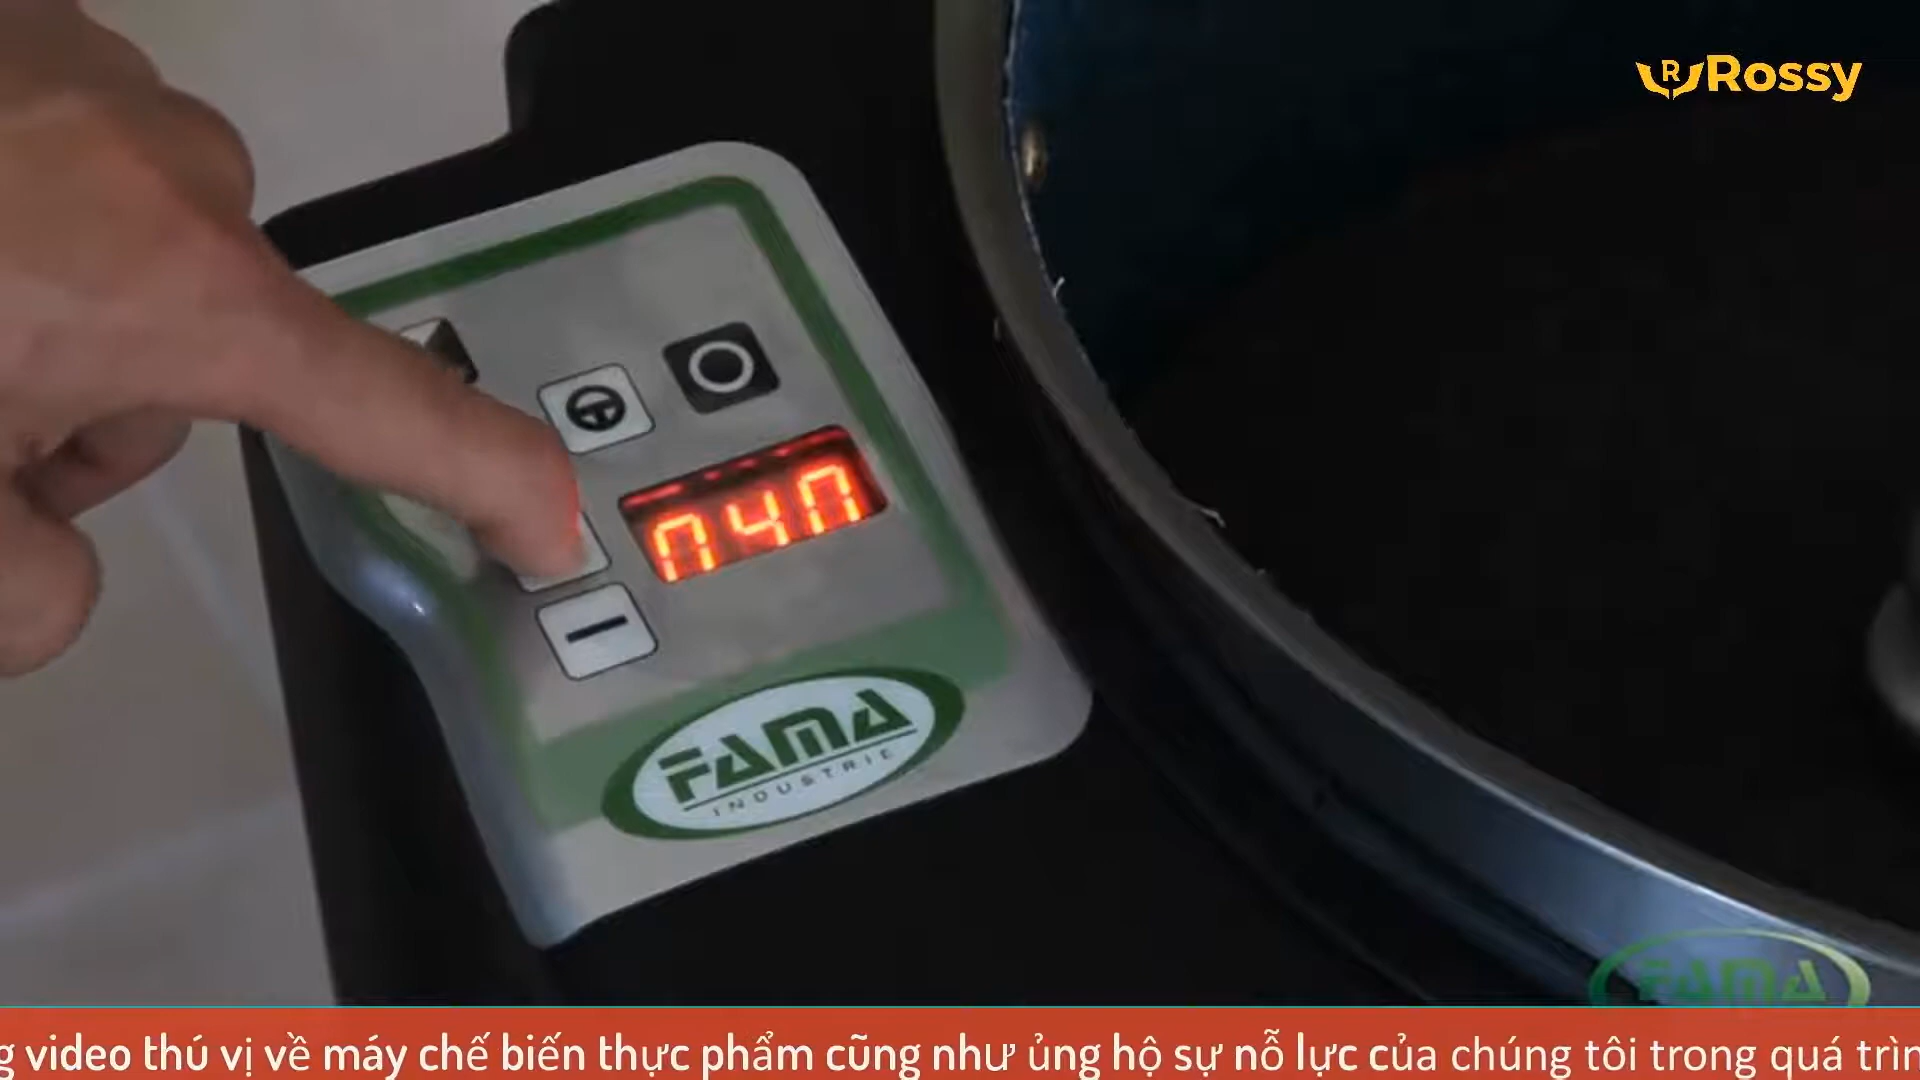 Rossy
FAMA
INDUSTRIE
FAMA
g video thú vị về máy chế biến thực phẩm cũng như ủng hộ sự nỗ lực của chúng tôi trong quá trìn